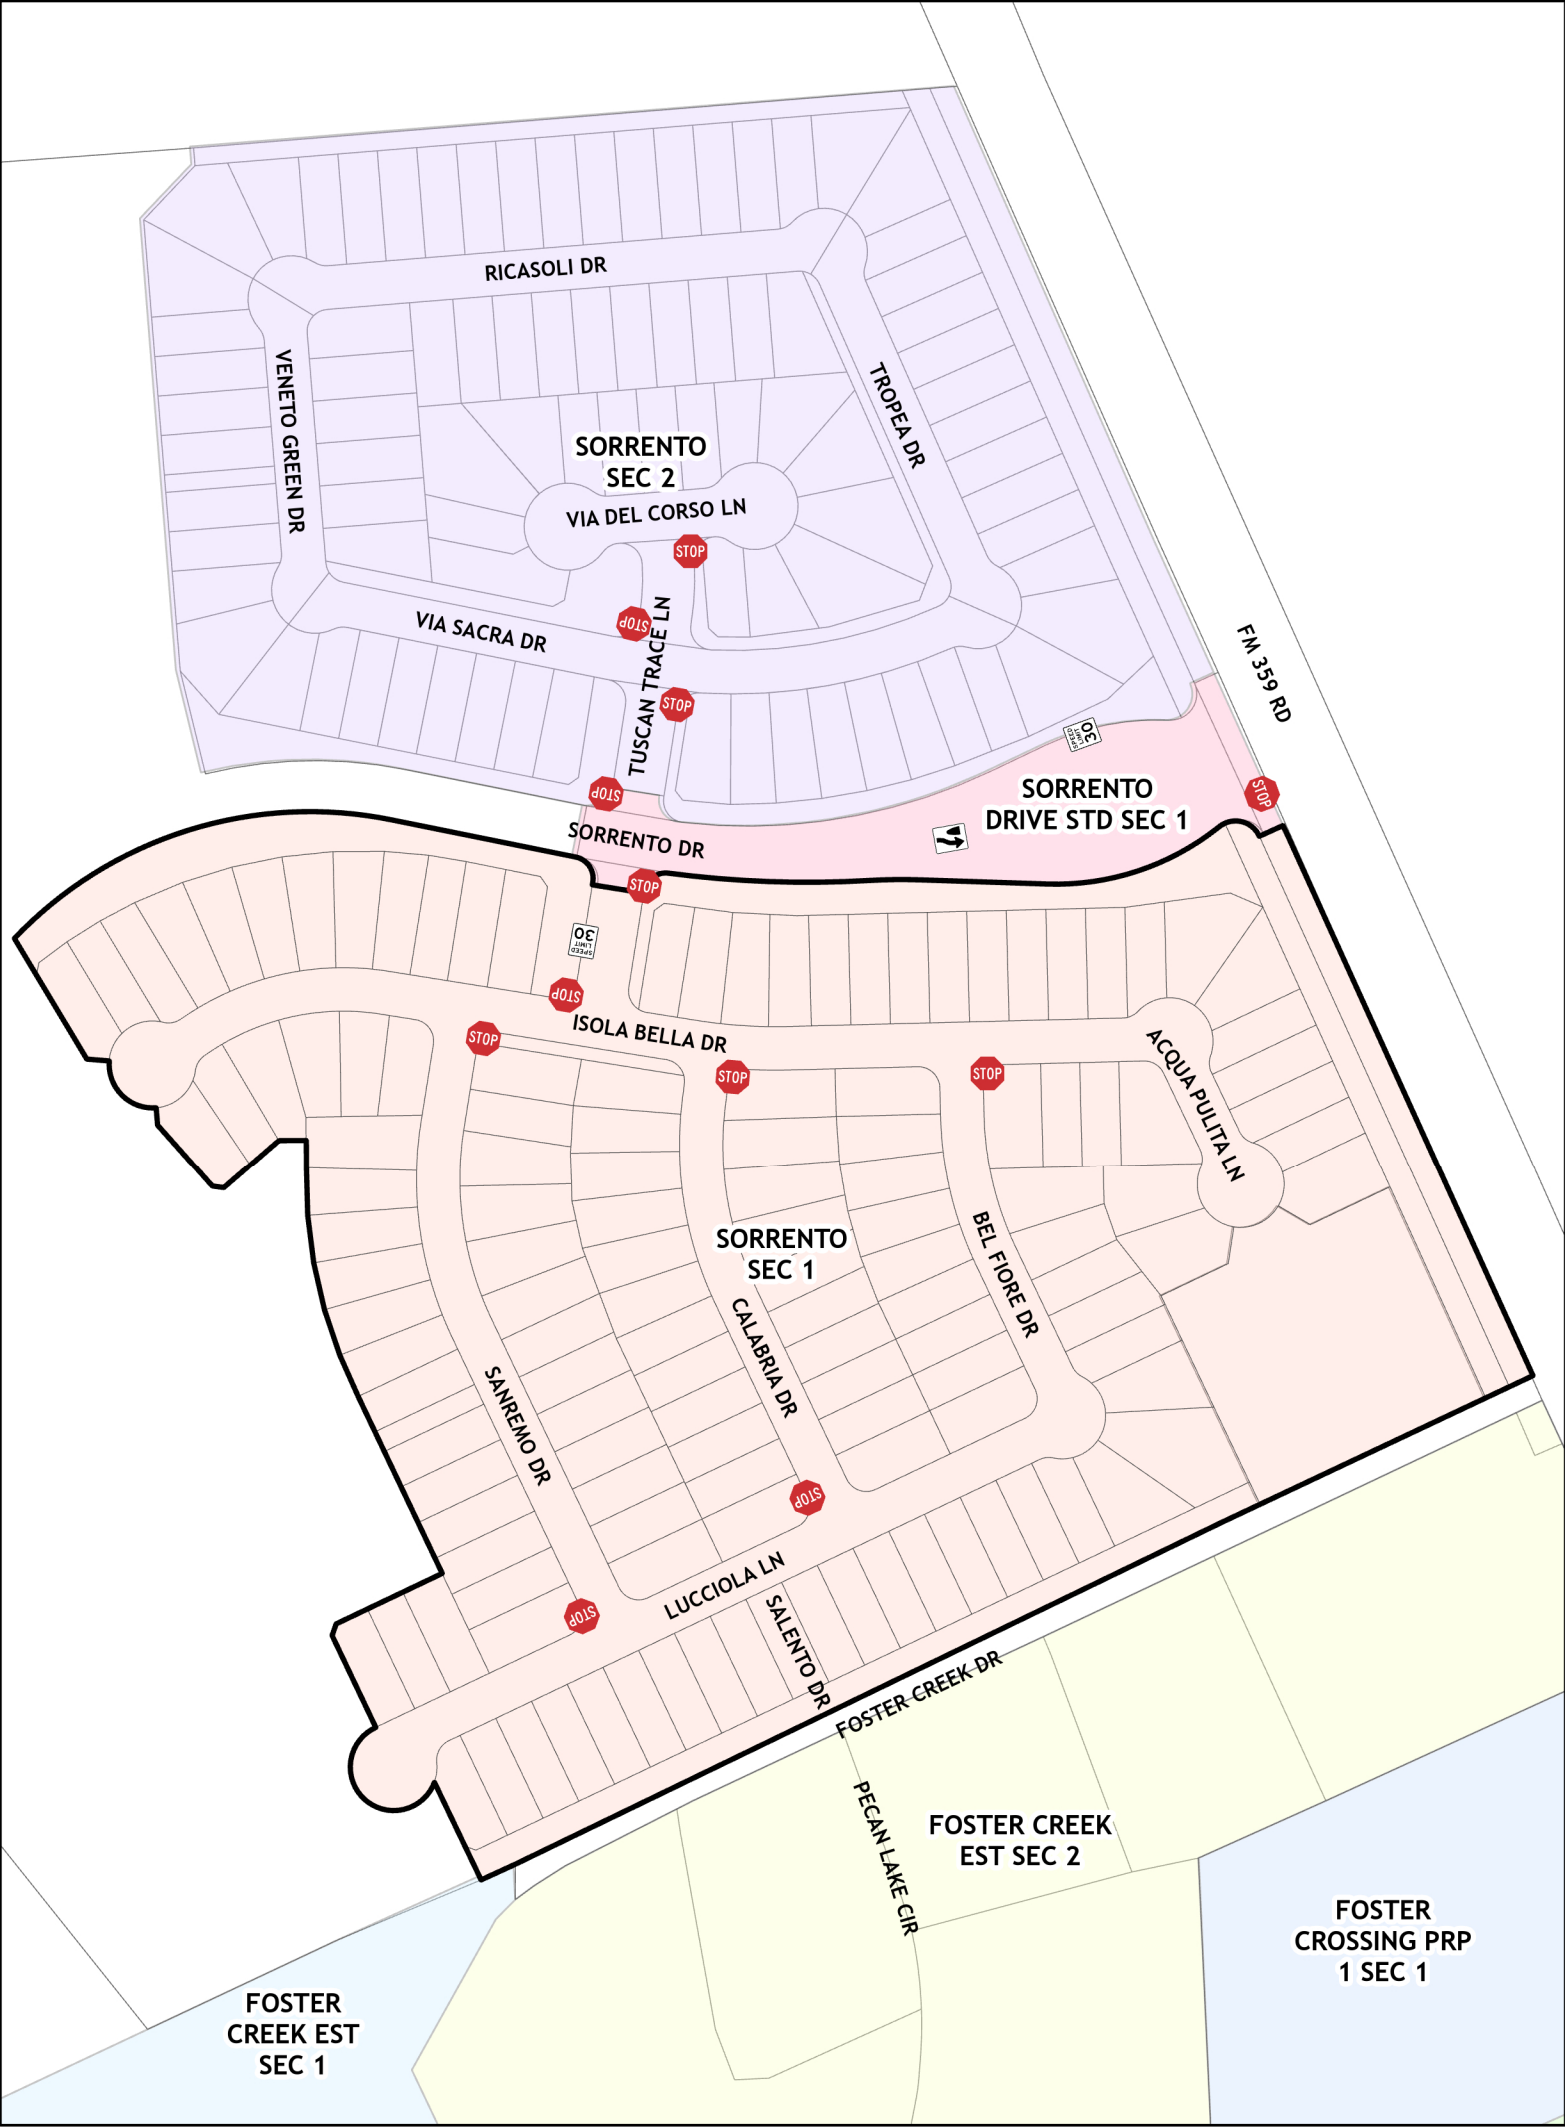 RICASOLI DR
VENETO GREEN DR
TROPEA DR
SORRENTO
SEC 2
VIA DEL CORSO LN
STOP
STOP
TUSCAN TRACE LN
VIA SACRA DR
STOP
FM 359 RD
SPEED
LIMIT
30
STOP
SORRENTO
DRIVE STD SEC 1
STOP
SORRENTO DR
STOP
SPEED
LIMIT
30
STOP
ISOLA BELLA DR
STOP
STOP
STOP
ACQUA PULITA LN
SORRENTO
SEC 1
BEL FIORE DR
CALABRIA DR
SANREMO DR
STOP
LUCCIOLA LN
STOP
SALENTO DR
FOSTER CREEK DR
PECAN LAKE CIR
FOSTER CREEK
EST SEC 2
FOSTER
CROSSING PRP
1 SEC 1
FOSTER
CREEK EST
SEC 1